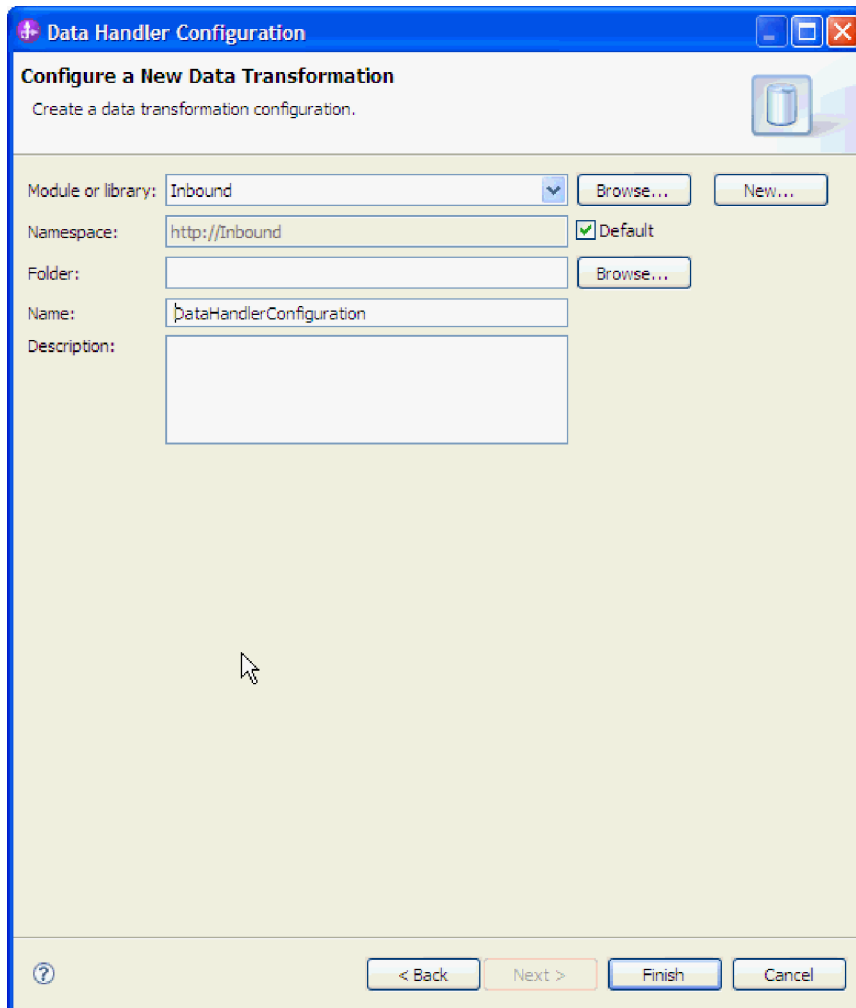 Data Handler Configuration
Configure a New Data Transformation
Create a data transformation configuration.
Module or library: Inbound Browse... New...
Namespace: http://Inbound Default
Folder: Browse...
Name: DataHandlerConfiguration
Description:
? < Back Next > Finish Cancel